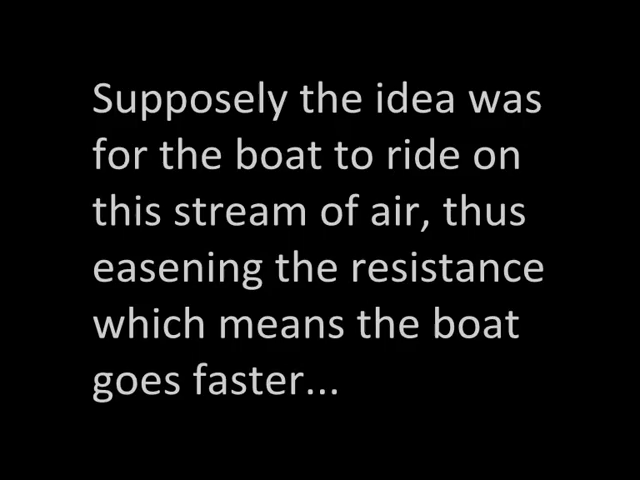 Supposely the idea was
for the boat to ride on
this stream of air, thus
easening the resistance
which means the boat
goes faster...